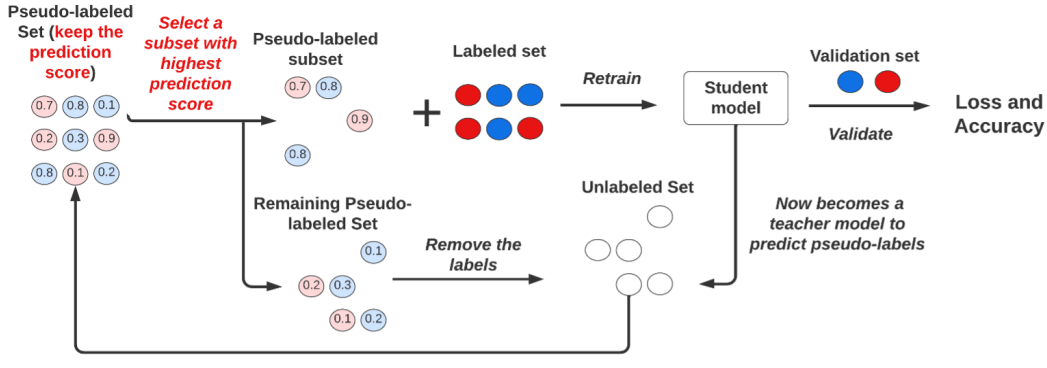 Pseudo-labeled
Set (keep the
prediction
score)
0.7 0.8 0.1
0.2 0.3 0.9
0.8 0.1 0.2
Select a
subset with
highest
prediction
score
Pseudo-labeled
subset
0.7 0.8
0.9
0.8
+
Labeled set
Retrain
Student
model
Validation set
Validate
Loss and
Accuracy
Remaining Pseudo-
labeled Set
0.1
0.2 0.3
0.1 0.2
Remove the
labels
Unlabeled Set
Now becomes a
teacher model to
predict pseudo-labels